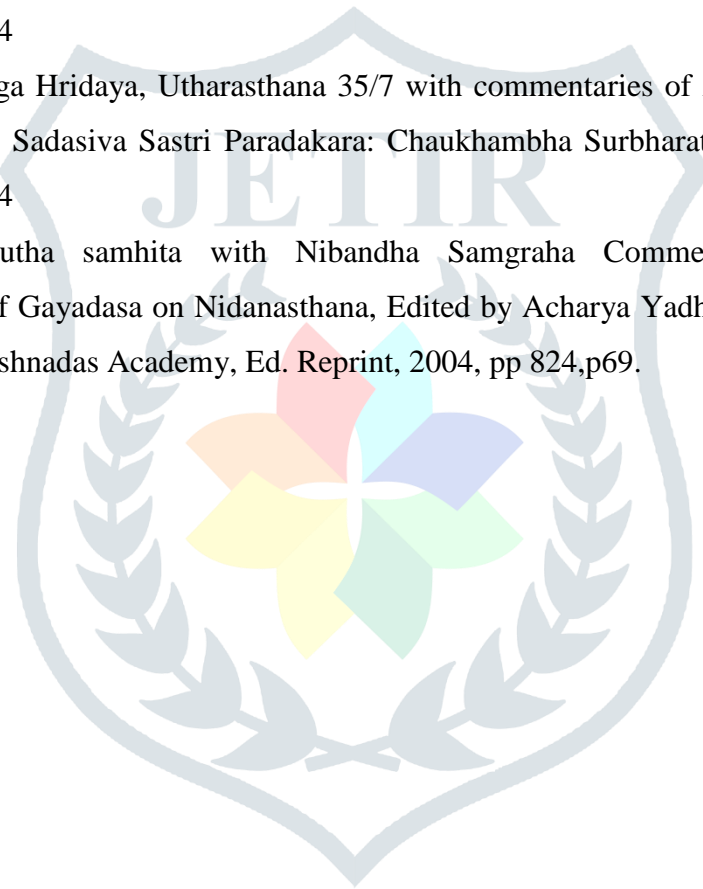 4
ga Hridaya, Utharasthana 35/7 with commentaries of
Sadasiva Sastri Paradakara: Chaukhambha Surbharat
4
JETIR
utha samhita with Nibandha Samgraha Comme
f Gayadasa on Nidanasthana, Edited by Acharya Yadh
shnadas Academy, Ed. Reprint, 2004, pp 824,p69.